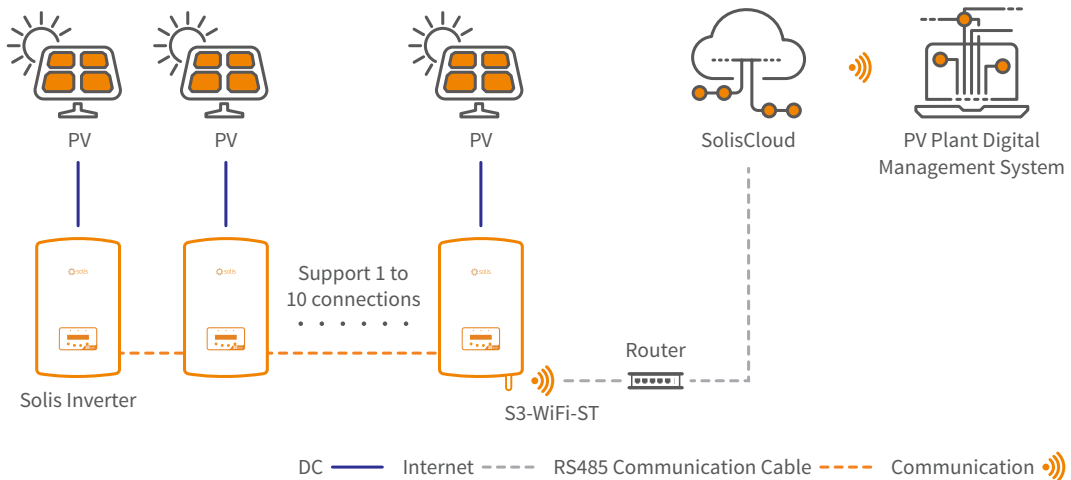 PV
PV
PV
SolisCloud
PV Plant Digital
Management System
solis
solis
solis
Support 1 to
10 connections
Router
Solis Inverter
S3-WiFi-ST
DC
Internet
RS485 Communication Cable
Communication